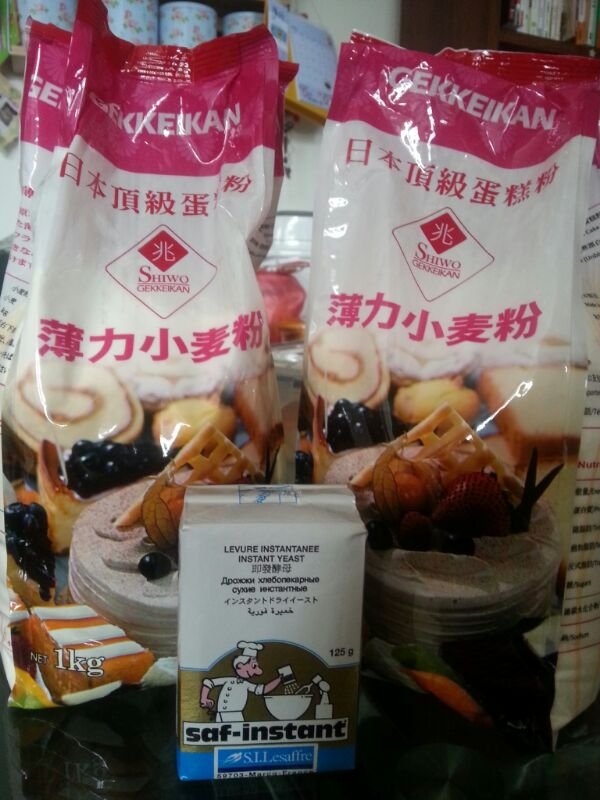 GEKKEIKAN
日本頂級蛋糕粉
兆
SHIWO
GEKKEIKAN
薄力小麦粉
NET 1kg
GEKKEIKAN
日本頂級蛋糕粉
兆
SHIWO
GEKKEIKAN
薄力小麦粉
LEVURE INSTANTANEE
INSTANT YEAST
即發酵母
Дрожжи хлебопекарные
сухие инстантные
インスタントドライイースト
خميرة فورية
125 g
saf-instant
S.I.Lesaffre
59703-Marcq-France